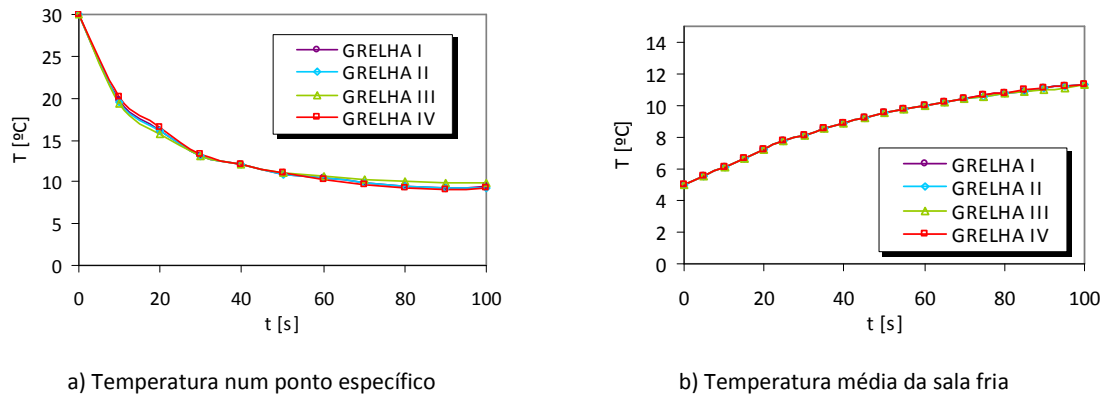 30
25
20
15
10
5
0
T [ºC]
GRELHA I
GRELHA II
GRELHA III
GRELHA IV
0 20 40 60 80 100
t [s]
a) Temperatura num ponto específico
14
12
10
8
6
4
2
0
T [ºC]
GRELHA I
GRELHA II
GRELHA III
GRELHA IV
0 20 40 60 80 100
t [s]
b) Temperatura média da sala fria